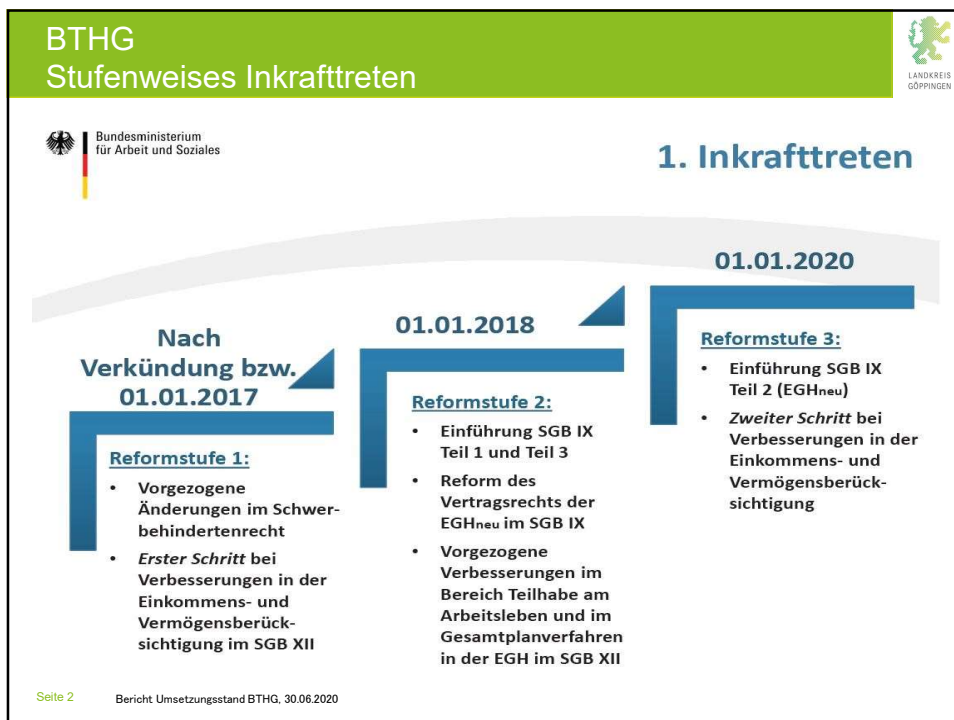 BTHG
Stufenweises Inkrafttreten
LANDKREIS
GÖPPINGEN
Bundesministerium
für Arbeit und Soziales
1. Inkrafttreten
Nach
Verkündung bzw.
01.01.2017
Reformstufe 1:
• Vorgezogene
Änderungen im Schwer-
behindertenrecht
• Erster Schritt bei
Verbesserungen in der
Einkommens- und
Vermögensberück-
sichtigung im SGB XII
01.01.2018
Reformstufe 2:
• Einführung SGB IX
Teil 1 und Teil 3
• Reform des
Vertragsrechts der
EGHneu im SGB IX
• Vorgezogene
Verbesserungen im
Bereich Teilhabe am
Arbeitsleben und im
Gesamtplanverfahren
in der EGH im SGB XII
01.01.2020
Reformstufe 3:
• Einführung SGB IX
Teil 2 (EGHneu)
• Zweiter Schritt bei
Verbesserungen in der
Einkommens- und
Vermögensberück-
sichtigung
Seite 2 Bericht Umsetzungsstand BTHG, 30.06.2020